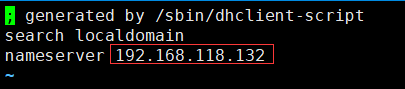 ; generated by /sbin/dhclient-script
search localdomain
nameserver 192.168.118.132
~